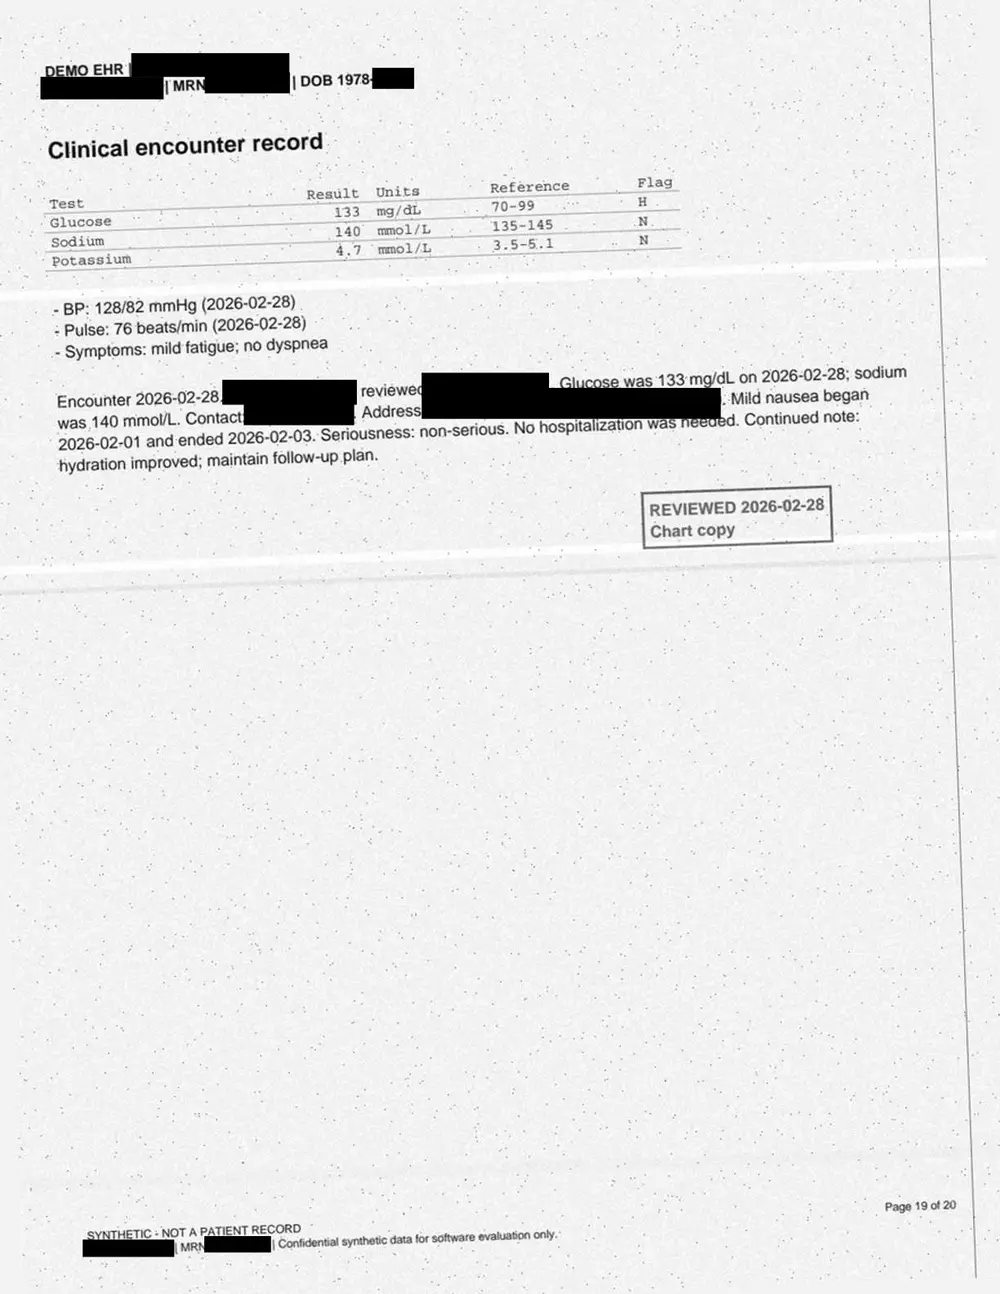 DEMO EHR |
| MRN | DOB 1978-
Clinical encounter record
Test Result Units Reference Flag
Glucose 133 mg/dL 70-99 H
Sodium 140 mmol/L 135-145 N
Potassium 4.7 mmol/L 3.5-5.1 N
- BP: 128/82 mmHg (2026-02-28)
- Pulse: 76 beats/min (2026-02-28)
- Symptoms: mild fatigue; no dyspnea
Encounter 2026-02-28. reviewed Glucose was 133 mg/dL on 2026-02-28; sodium
was 140 mmol/L. Contact: . Address . Mild nausea began
2026-02-01 and ended 2026-02-03. Seriousness: non-serious. No hospitalization was needed. Continued note:
hydration improved; maintain follow-up plan.
REVIEWED 2026-02-28
Chart copy
Page 19 of 20
SYNTHETIC - NOT A PATIENT RECORD
| MRN | Confidential synthetic data for software evaluation only.